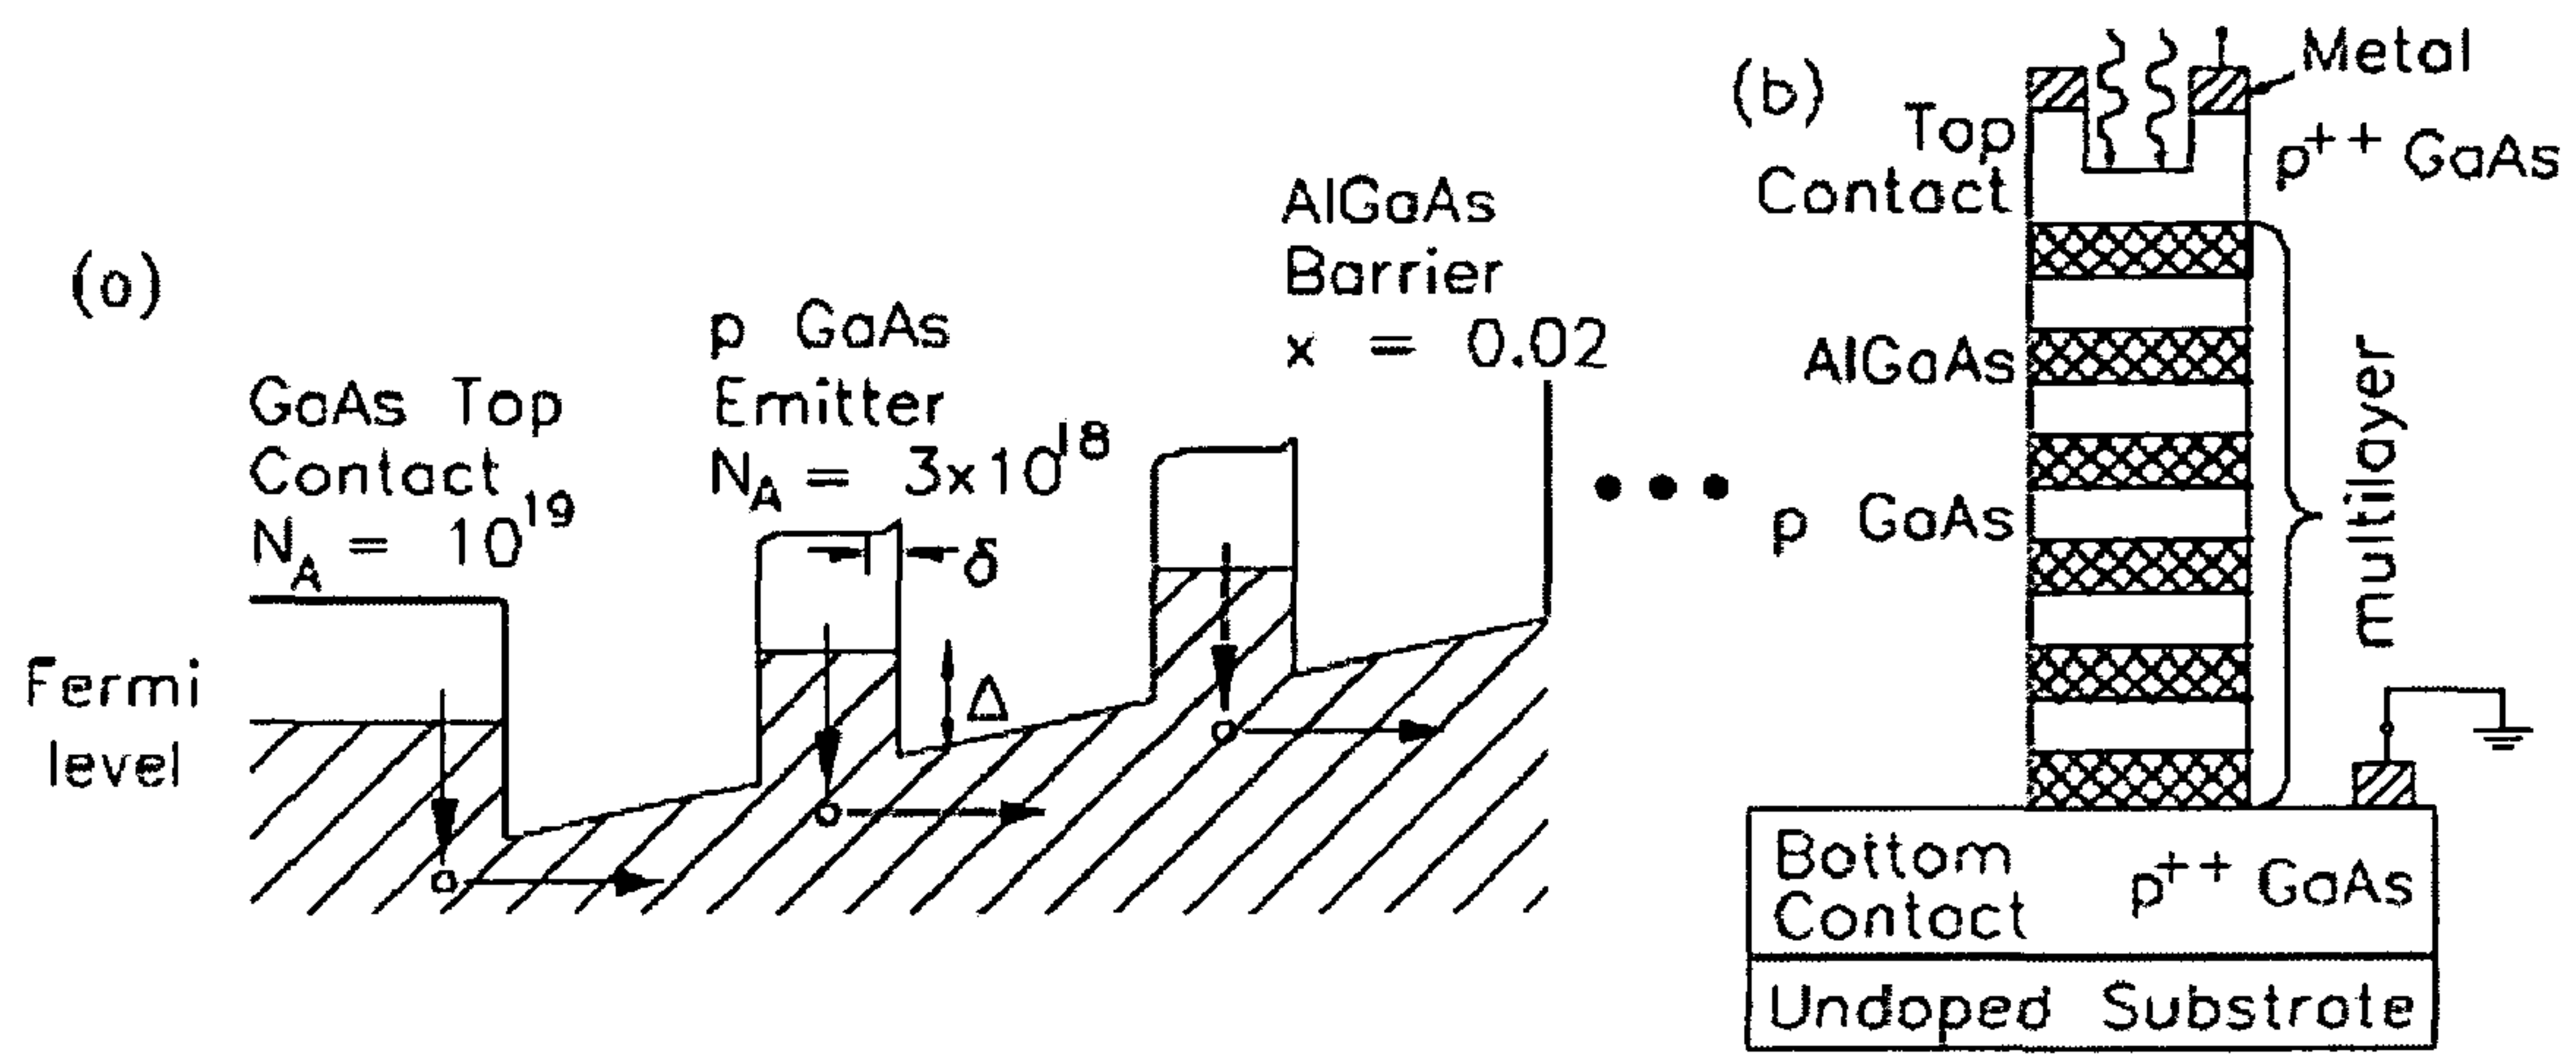 (a)
GaAs Top
Contact
N_A = 10^19
Fermi
level
p GaAs
Emitter
N_A = 3x10^18
δ
Δ
AlGaAs
Barrier
x = 0.02
(b)
Metal
Top
Contact
p^++ GaAs
AlGaAs
p GaAs
multilayer
Bottom
Contact
p^++ GaAs
Undoped Substrate